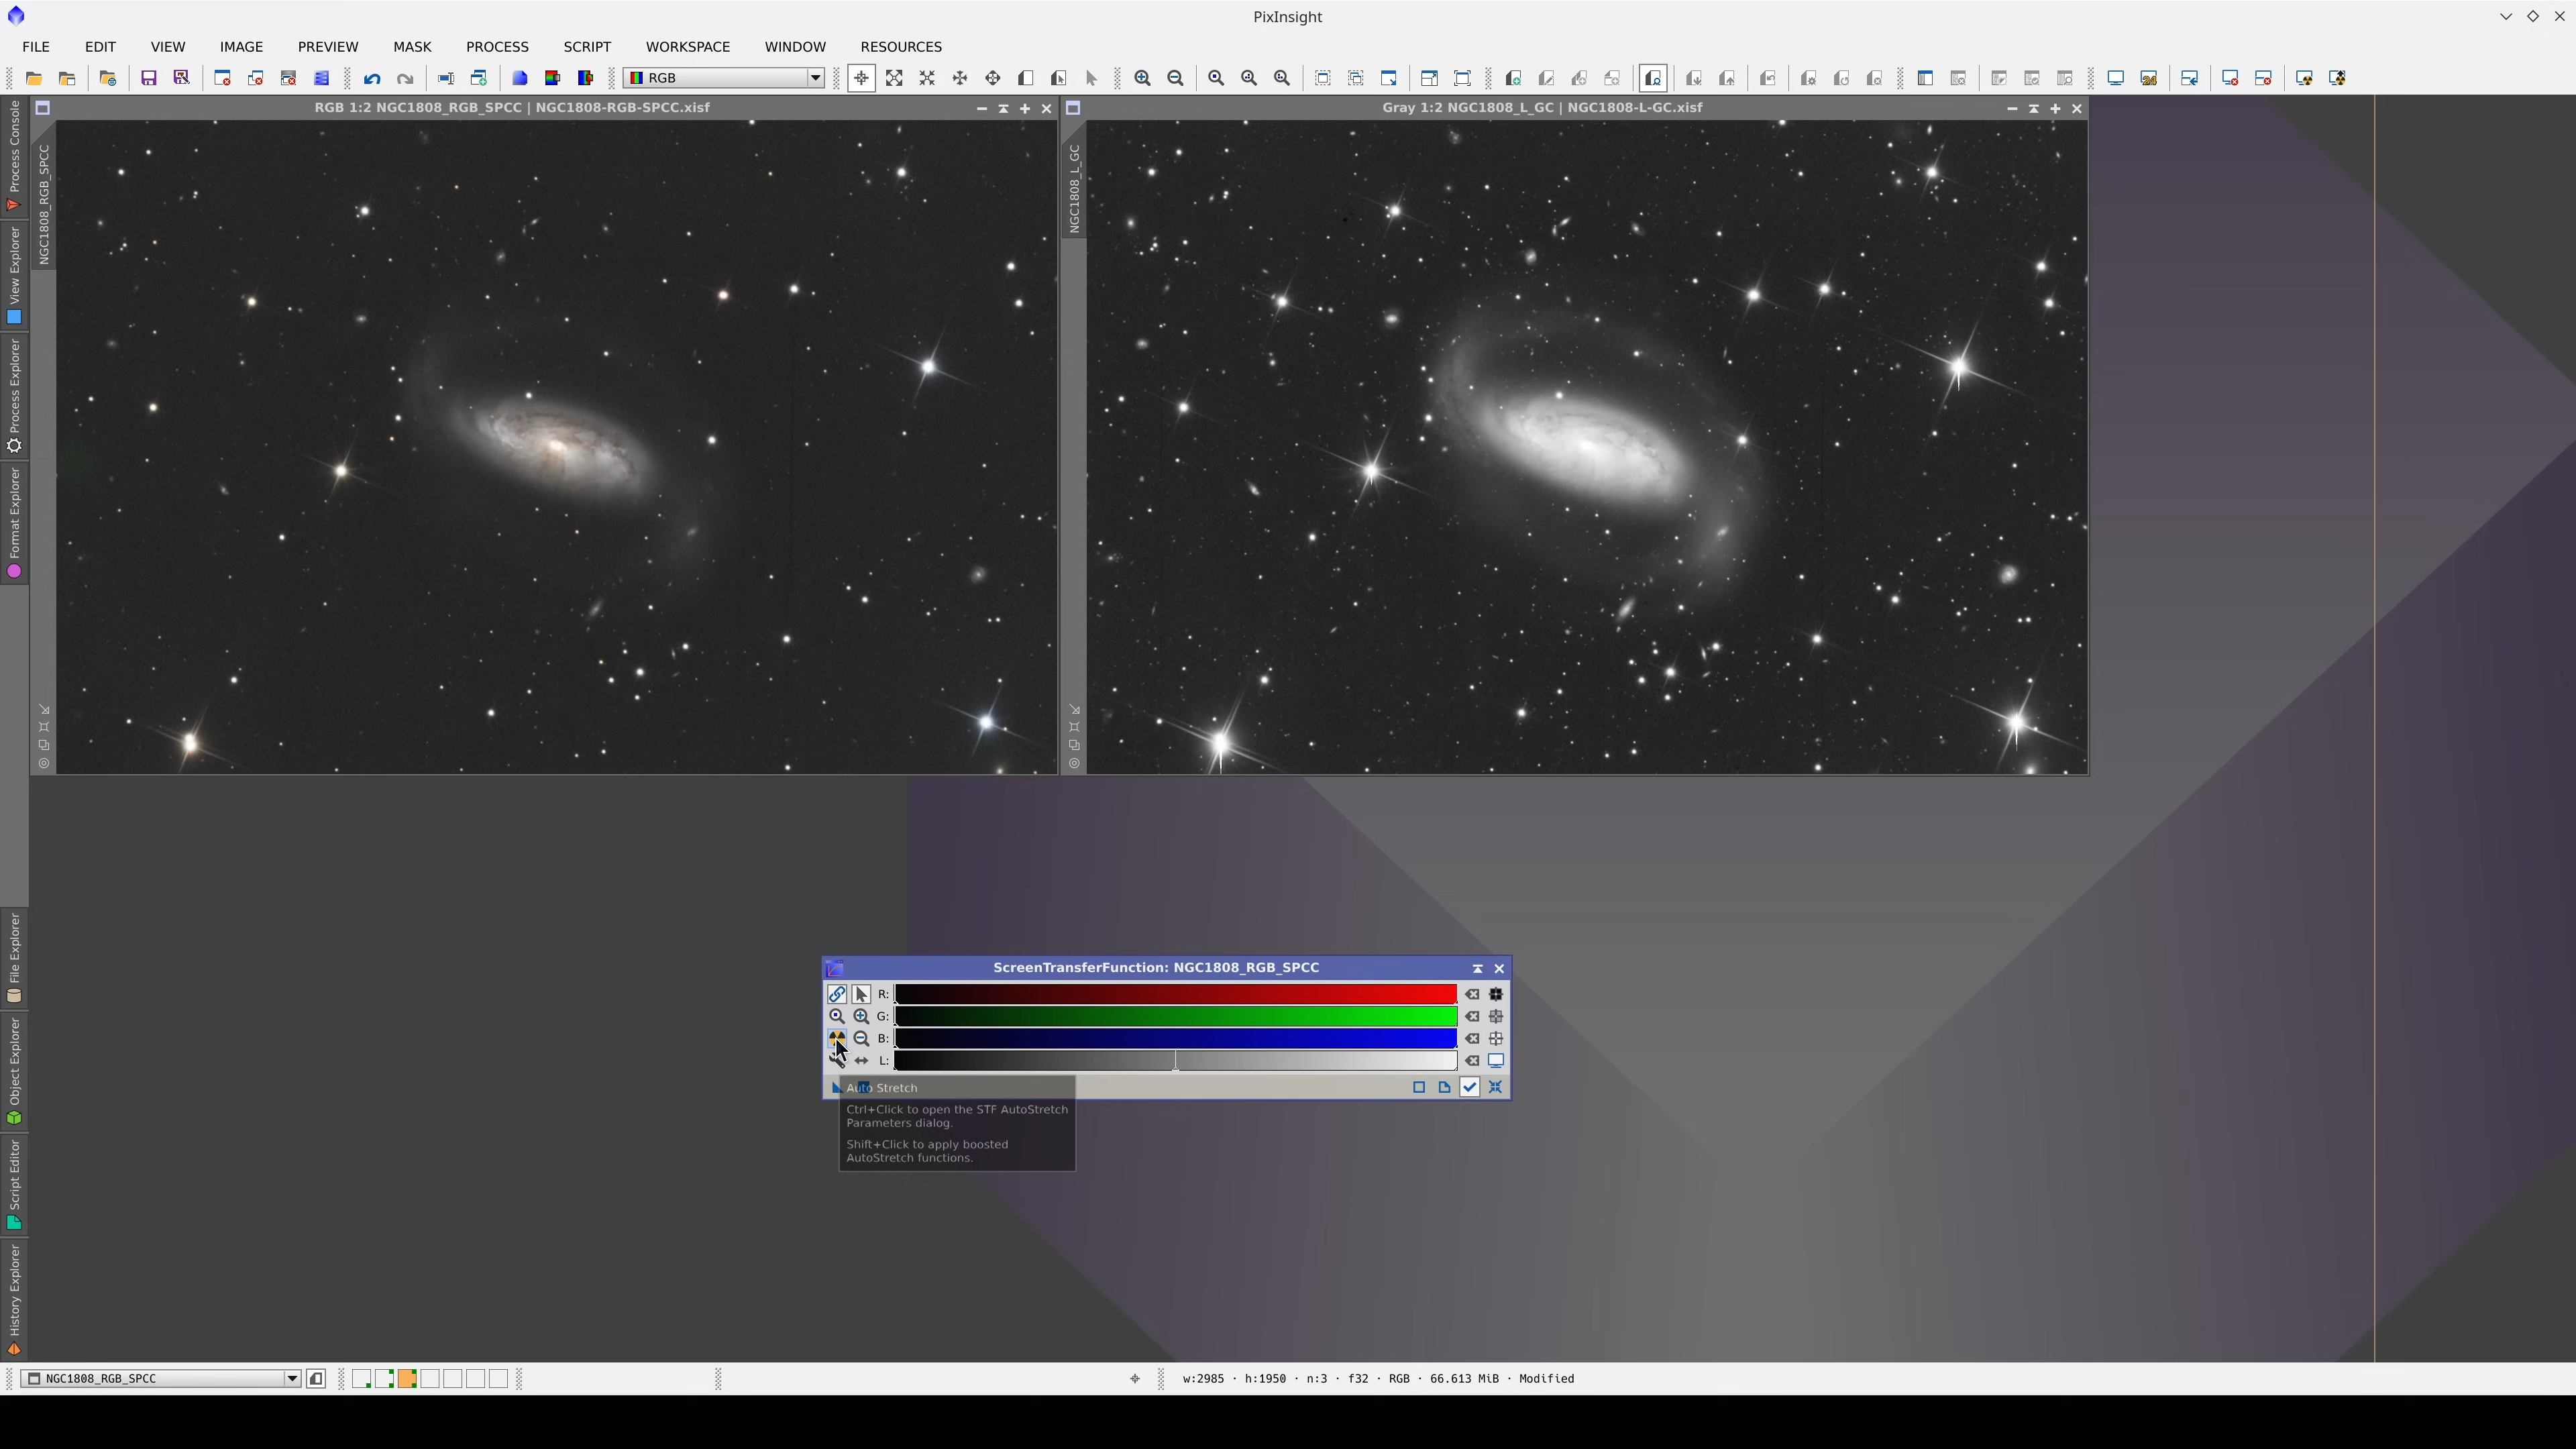 PixInsight
FILE EDIT VIEW IMAGE PREVIEW MASK PROCESS SCRIPT WORKSPACE WINDOW RESOURCES
RGB
24
Process Console
View Explorer
Process Explorer
Format Explorer
File Explorer
Object Explorer
Script Editor
History Explorer
RGB 1:2 NGC1808_RGB_SPCC | NGC1808-RGB-SPCC.xisf
NGC1808_RGB_SPCC
Gray 1:2 NGC1808_L_GC | NGC1808-L-GC.xisf
NGC1808_L_GC
ScreenTransferFunction: NGC1808_RGB_SPCC
R:
G:
B:
L:
Auto Stretch
Ctrl+Click to open the STF AutoStretch
Parameters dialog.
Shift+Click to apply boosted
AutoStretch functions.
NGC1808_RGB_SPCC
w:2985 · h:1950 · n:3 · f32 · RGB · 66.613 MiB · Modified